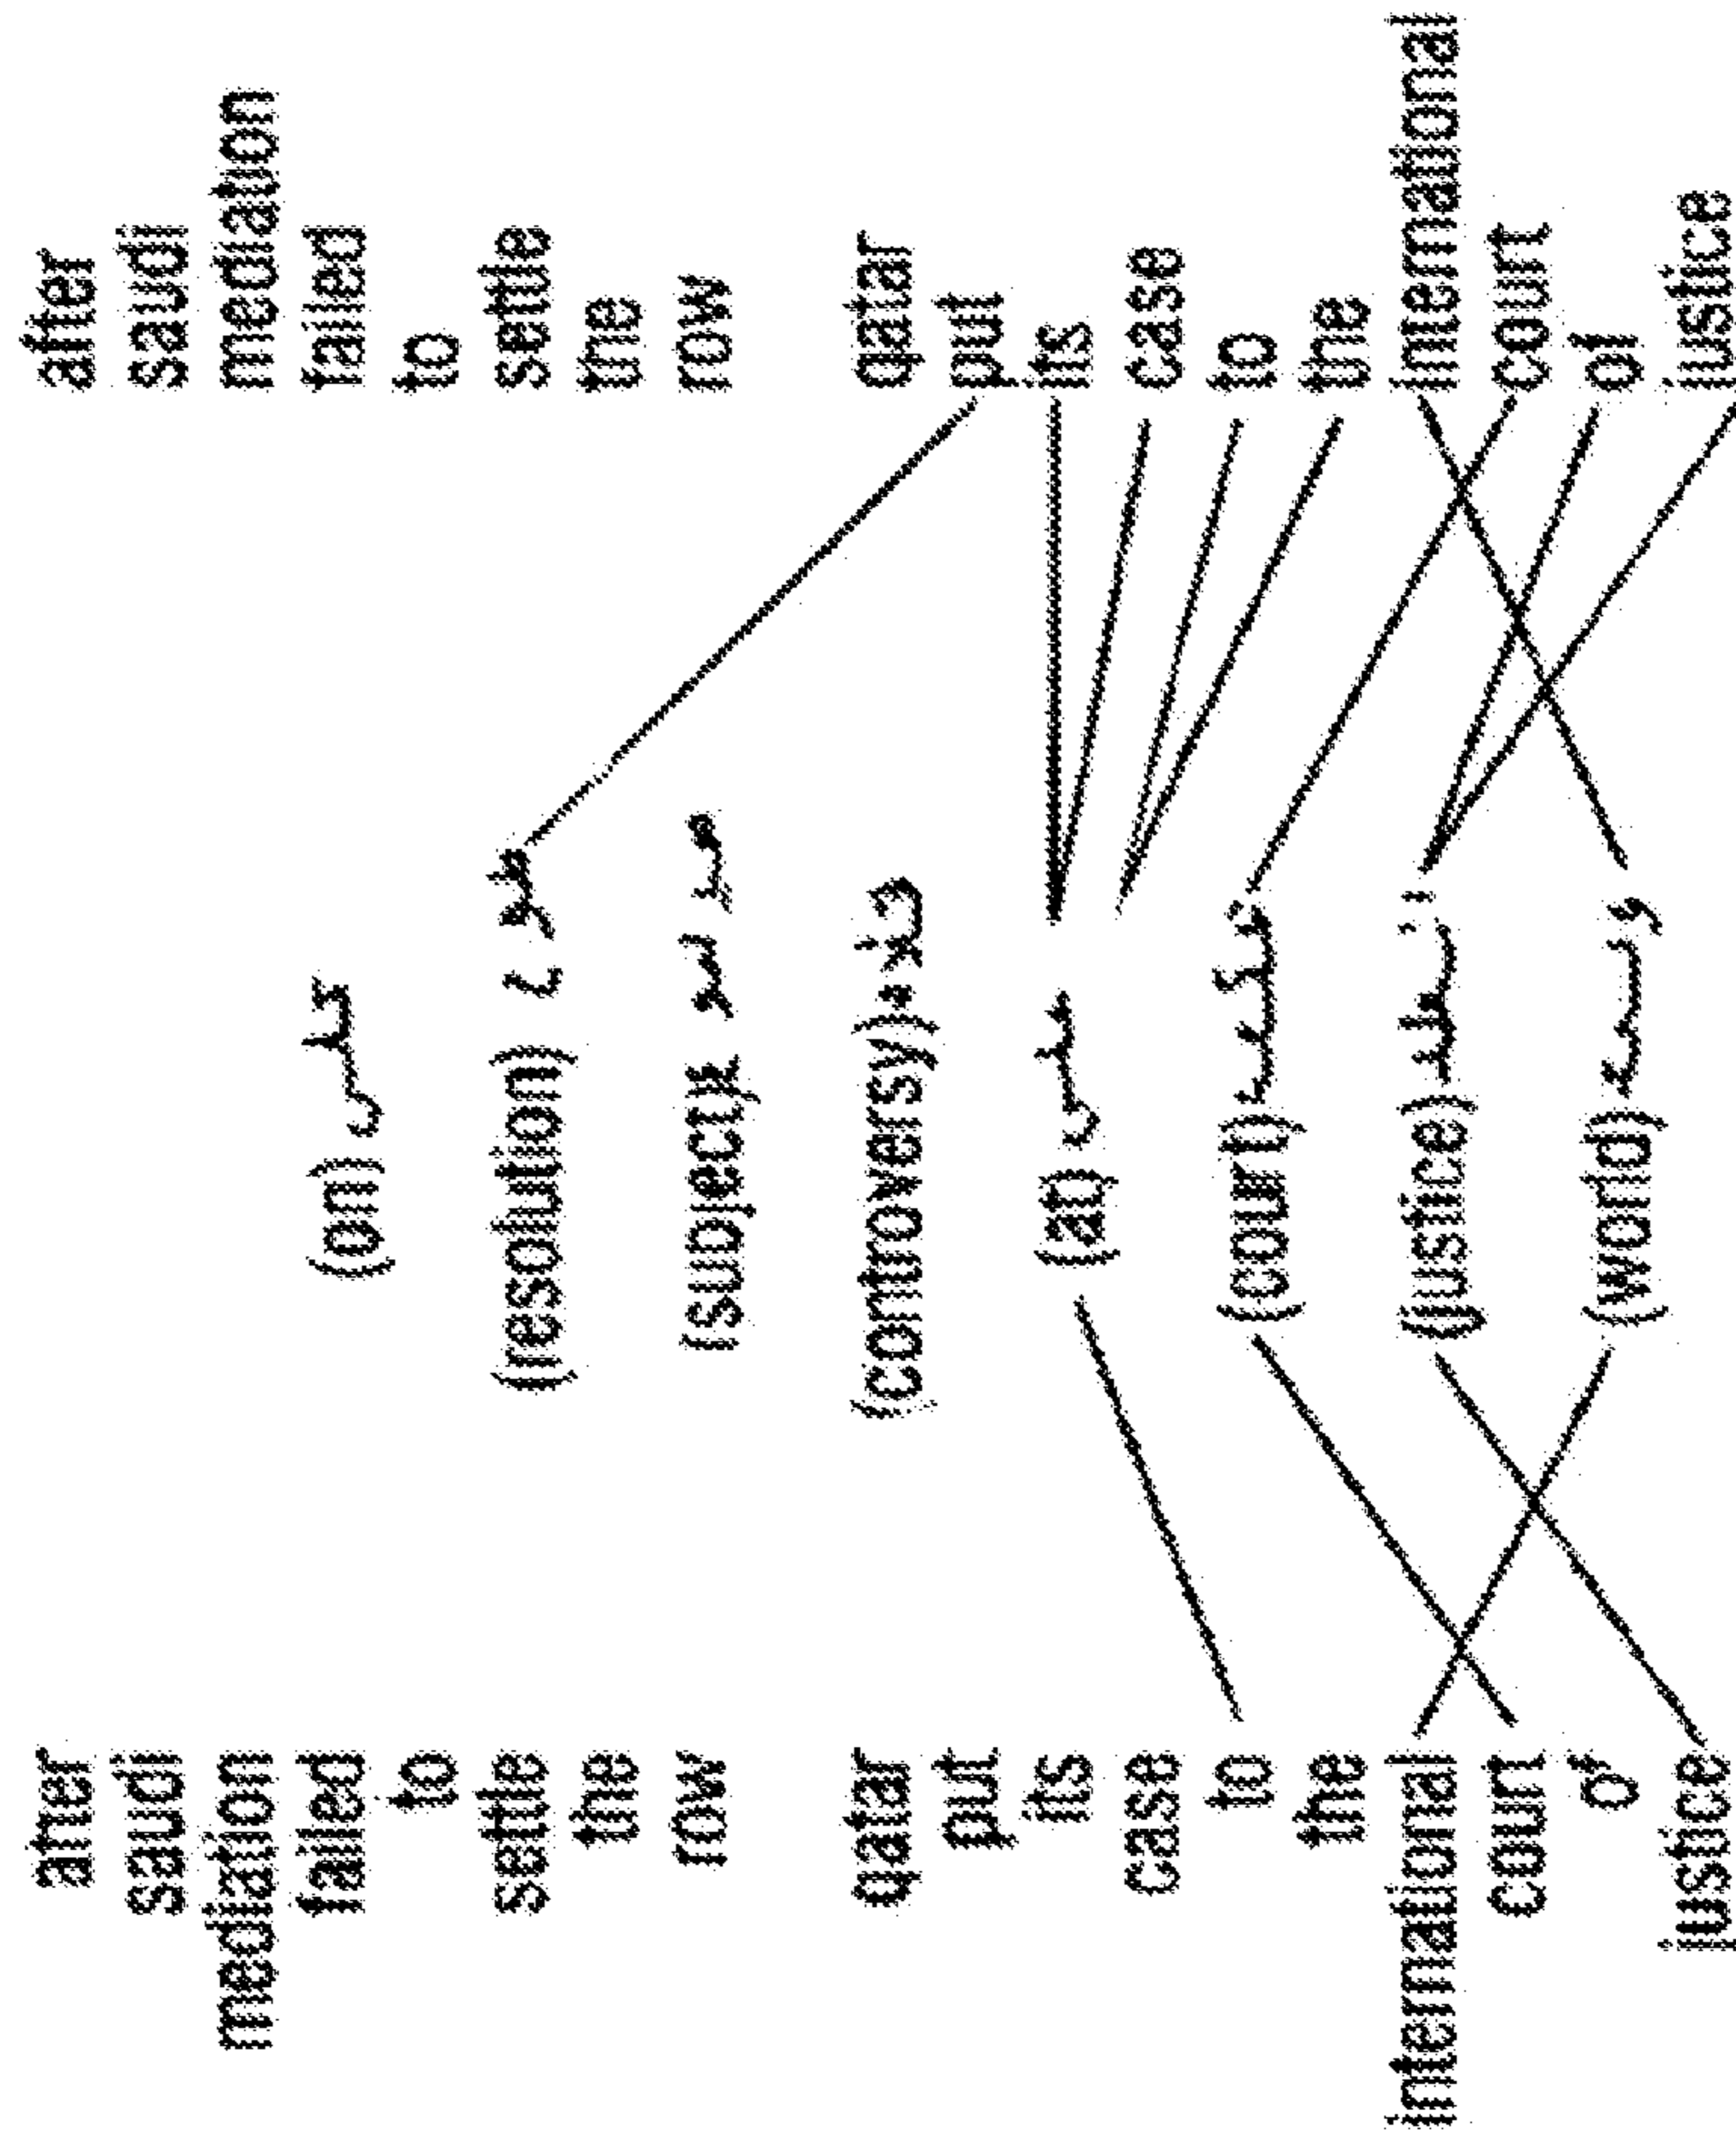 after
saudi
mediation
failed
to
settle
the
row
qatar
put
its
case
to
the
international
court
of
justice
(on)
(resolution)
(subject)
(controversy)
(at)
(court)
(justice)
(world)
after
saudi
mediation
failed
to
settle
the
row
qatar
put
its
case
to
the
international
court
of
justice